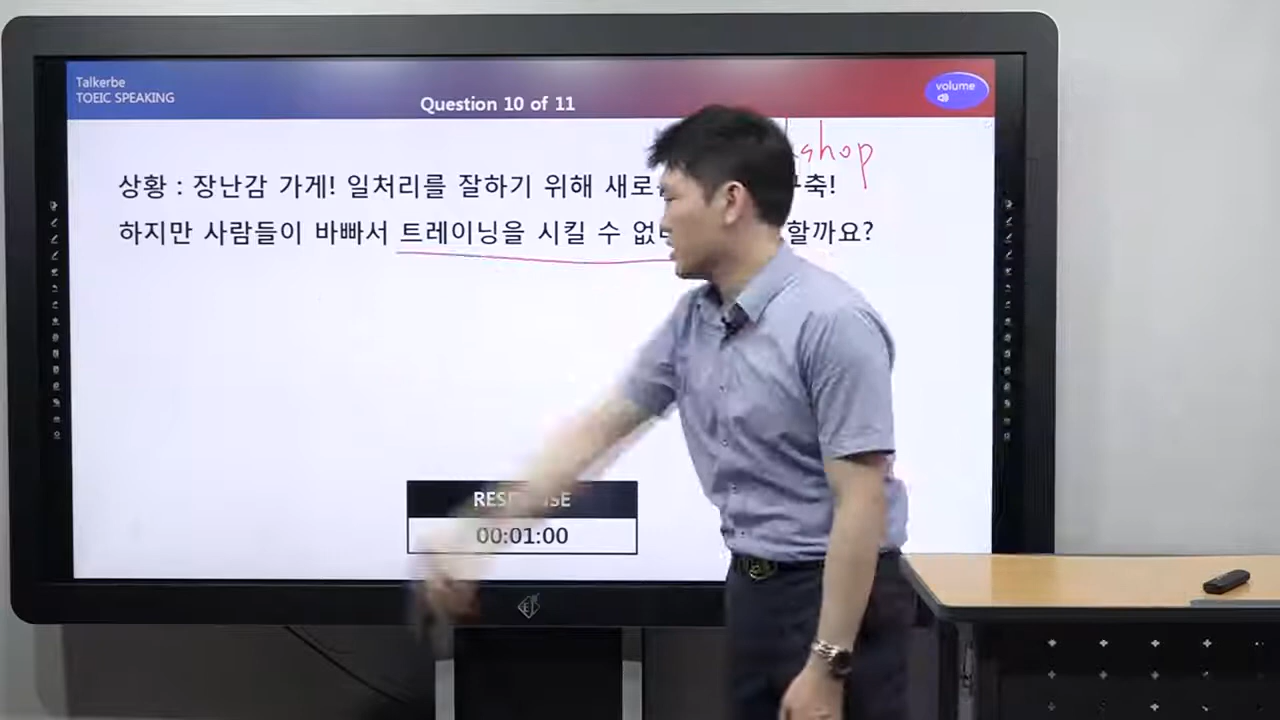 Talkerbe
TOEIC SPEAKING
Question 10 of 11
volume
shop
상황 : 장난감 가게! 일처리를 잘하기 위해 새로
하지만 사람들이 바빠서 트레이닝을 시킬 수 할까요?
00:01:00